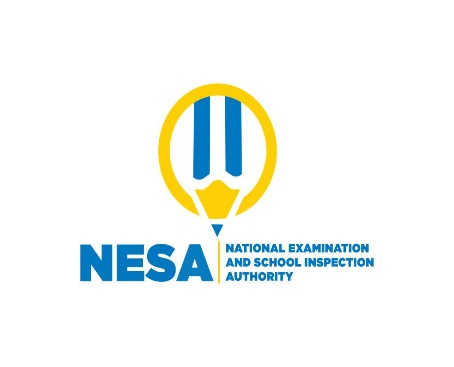 NESA
NATIONAL EXAMINATION
AND SCHOOL INSPECTION
AUTHORITY